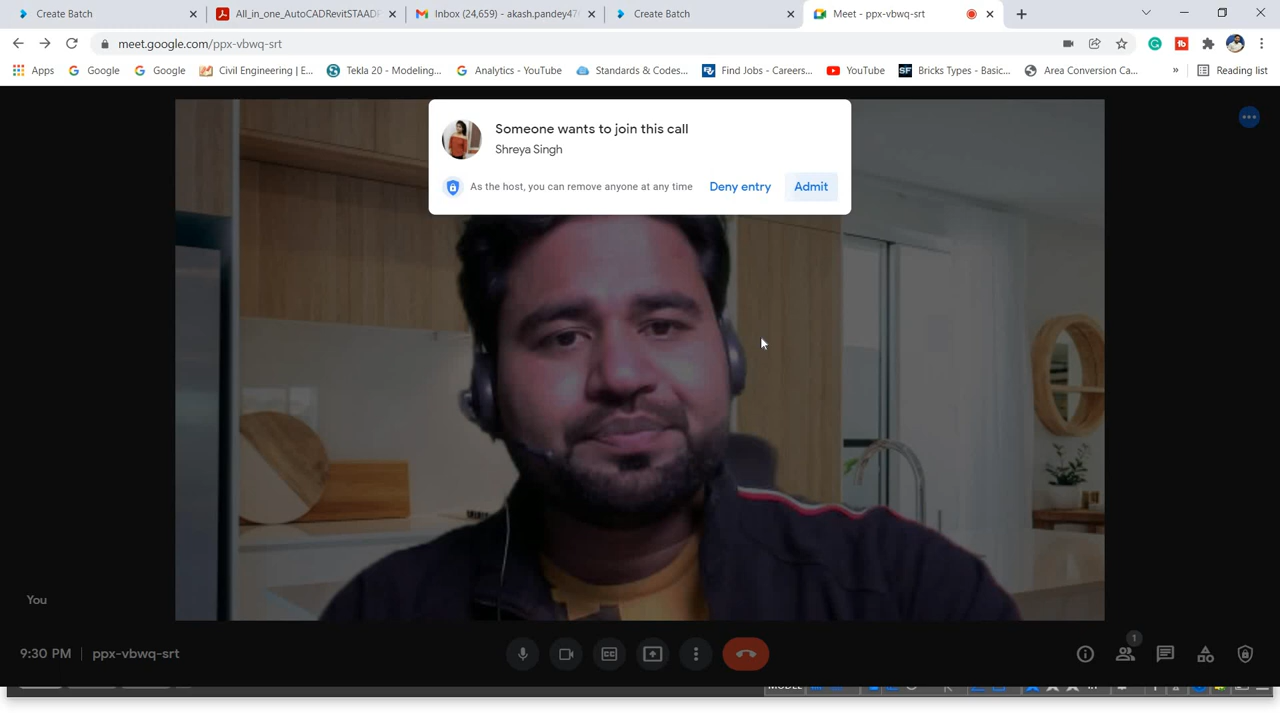 Create Batch
All_in_one_AutoCADRevitSTAADF
Inbox (24,659) - akash.pandey47
Create Batch
Meet - ppx-vbwq-srt
meet.google.com/ppx-vbwq-srt
Apps
Google
Google
Civil Engineering | E...
Tekla 20 - Modeling...
Analytics - YouTube
Standards & Codes...
Find Jobs - Careers...
YouTube
Bricks Types - Basic...
Area Conversion Ca...
»
Reading list
Someone wants to join this call
Shreya Singh
As the host, you can remove anyone at any time
Deny entry
Admit
You
9:30 PM | ppx-vbwq-srt
CC
1
MODEL